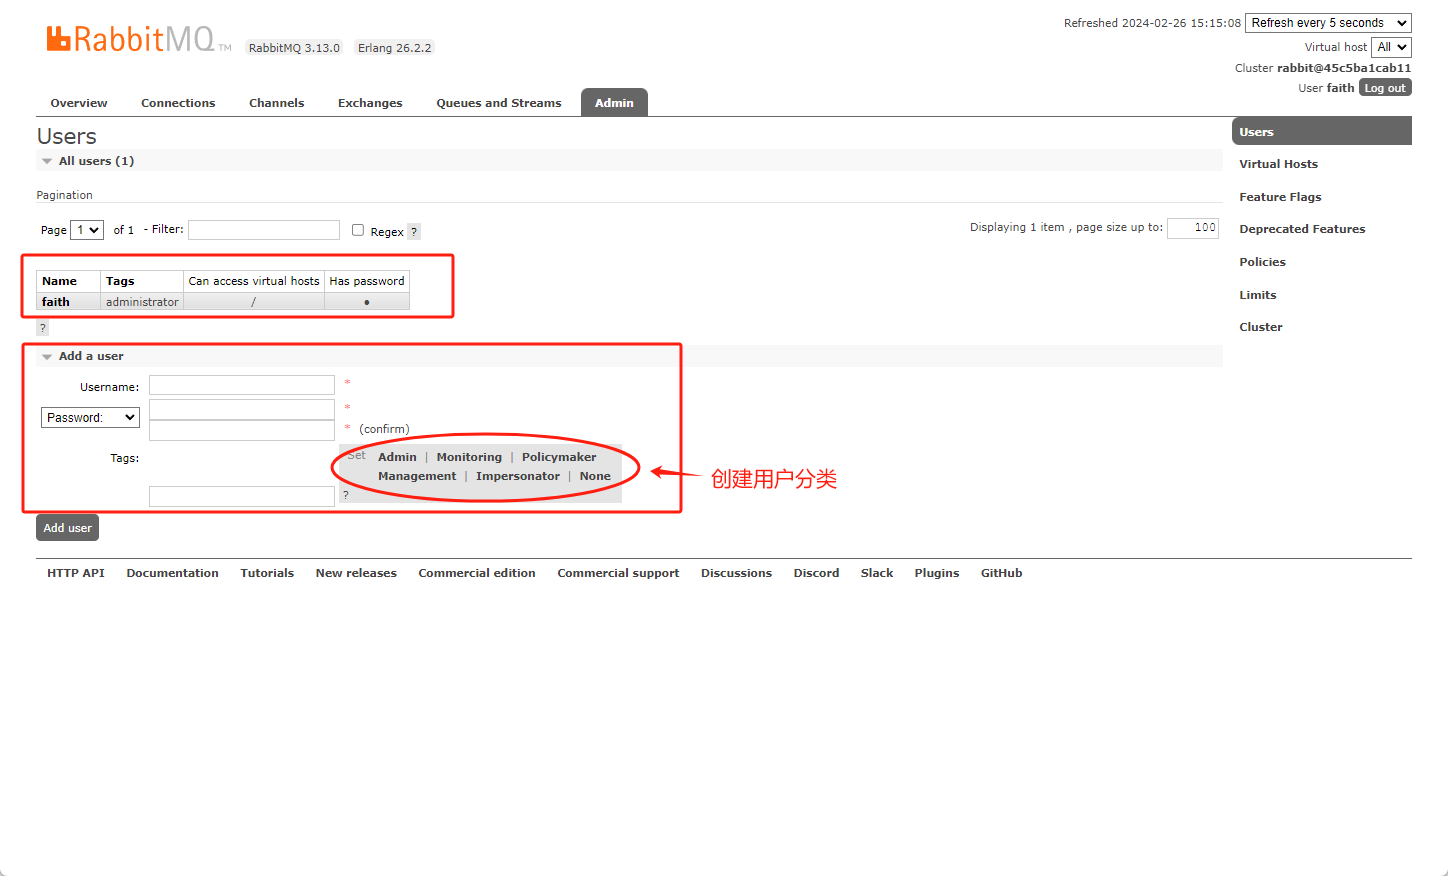 RabbitMQ TM RabbitMQ 3.13.0 Erlang 26.2.2
Refreshed 2024-02-26 15:15:08 Refresh every 5 seconds
Virtual host All
Cluster rabbit@45c5ba1cab11
User faith Log out
Overview Connections Channels Exchanges Queues and Streams Admin
Users
All users (1)
Pagination
Page 1 of 1 - Filter: Regex ? Displaying 1 item , page size up to: 100
Name Tags Can access virtual hosts Has password
faith administrator / ●
?
Add a user
Username: *
Password: *
* (confirm)
Tags: Set Admin | Monitoring | Policymaker
Management | Impersonator | None
?
创建用户分类
Add user
Users
Virtual Hosts
Feature Flags
Deprecated Features
Policies
Limits
Cluster
HTTP API Documentation Tutorials New releases Commercial edition Commercial support Discussions Discord Slack Plugins GitHub